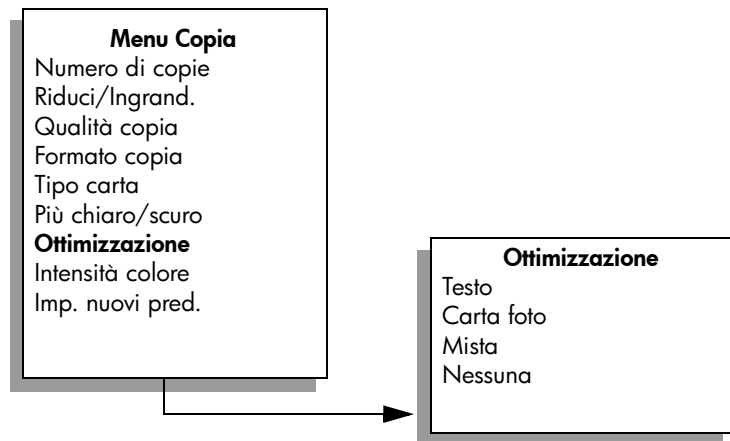 Menu Copia
Numero di copie
Riduci/Ingrand.
Qualità copia
Formato copia
Tipo carta
Più chiaro/scuro
Ottimizzazione
Intensità colore
Imp. nuovi pred.
Ottimizzazione
Testo
Carta foto
Mista
Nessuna